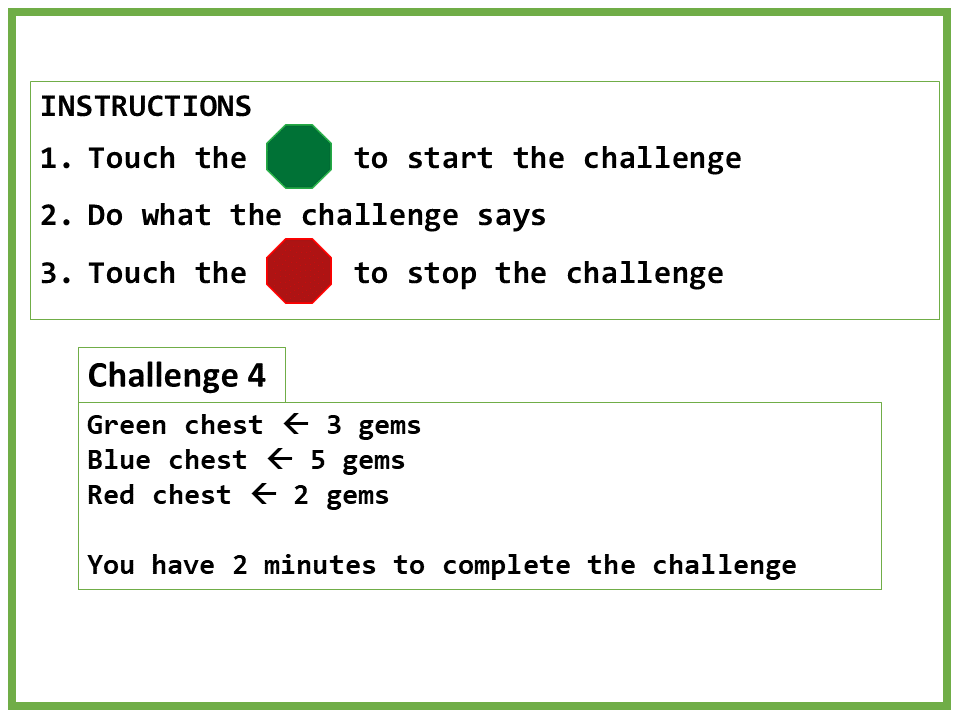 INSTRUCTIONS
1. Touch the to start the challenge
2. Do what the challenge says
3. Touch the to stop the challenge
Challenge 4
Green chest ← 3 gems
Blue chest ← 5 gems
Red chest ← 2 gems
You have 2 minutes to complete the challenge